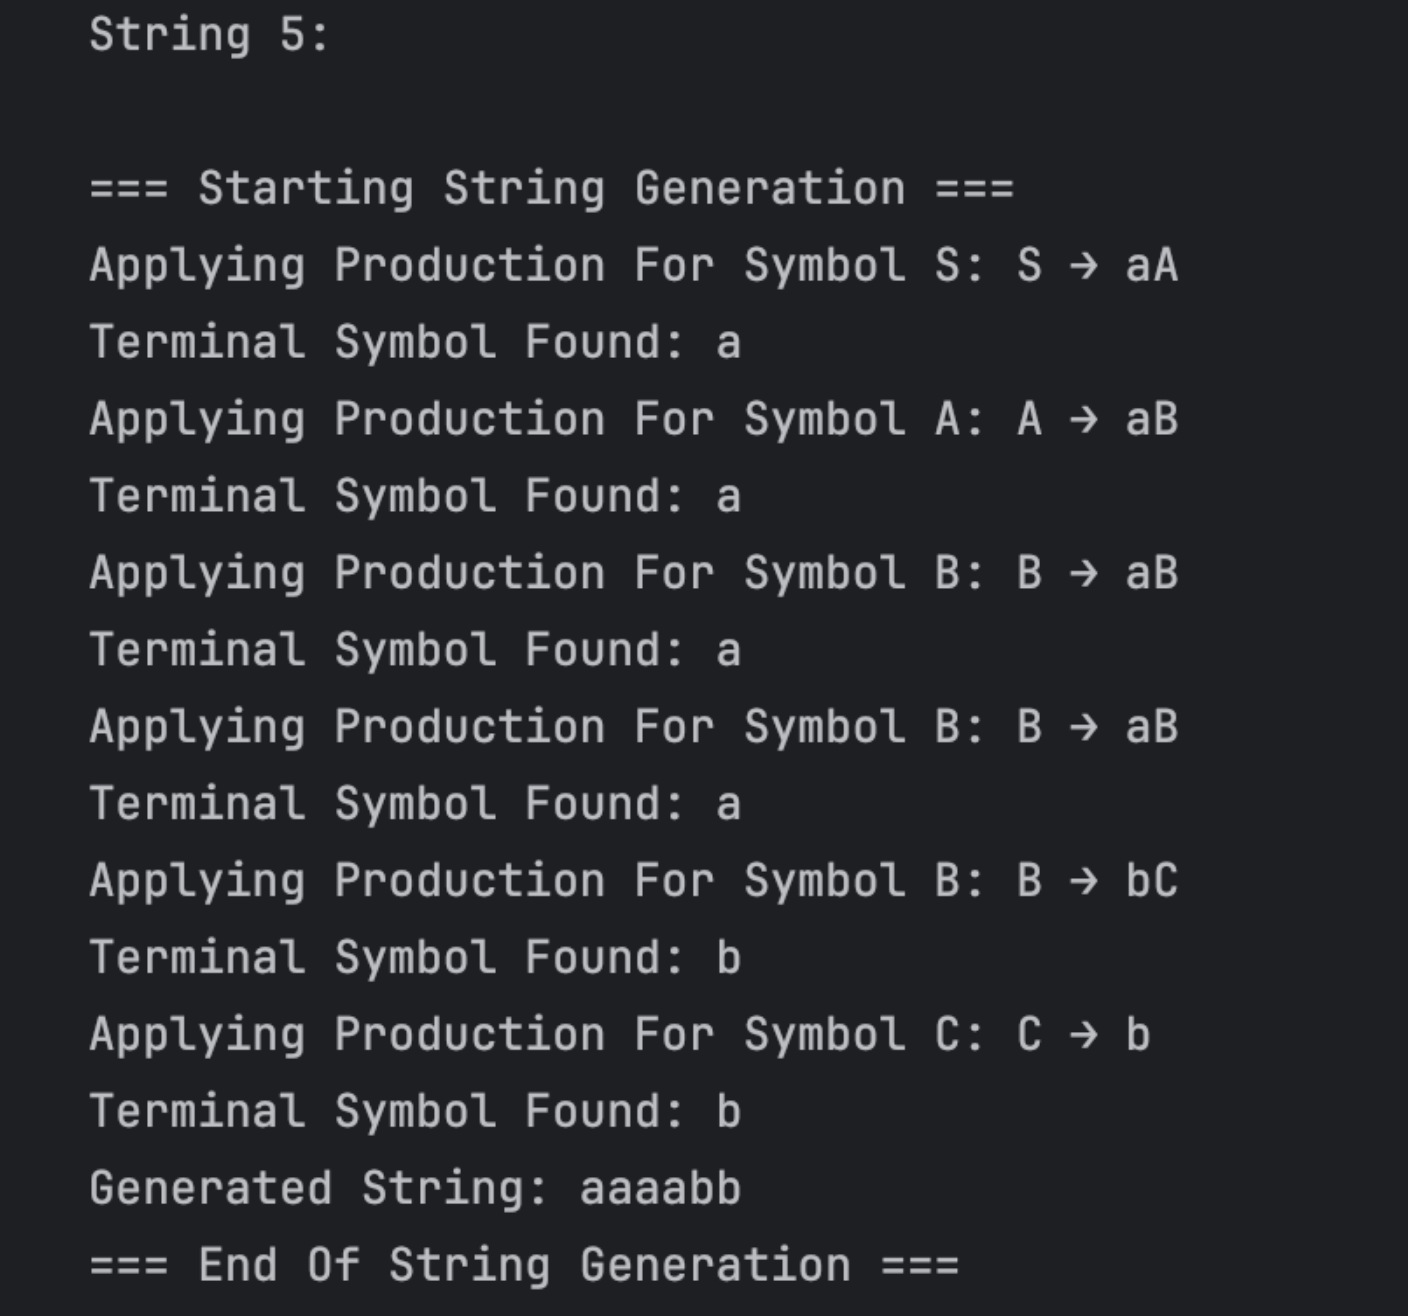 String 5:
=== Starting String Generation ===
Applying Production For Symbol S: S → aA
Terminal Symbol Found: a
Applying Production For Symbol A: A → aB
Terminal Symbol Found: a
Applying Production For Symbol B: B → aB
Terminal Symbol Found: a
Applying Production For Symbol B: B → aB
Terminal Symbol Found: a
Applying Production For Symbol B: B → bC
Terminal Symbol Found: b
Applying Production For Symbol C: C → b
Terminal Symbol Found: b
Generated String: aaaabb
=== End Of String Generation ===